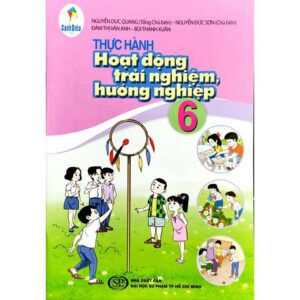 Cánh Diều
NGUYỄN DỤC QUANG (Tổng Chủ biên) - NGUYỄN ĐỨC SƠN (Chủ biên)
ĐÀM THỊ VÂN ANH - BÙI THANH XUÂN
THỰC HÀNH
Hoạt động
trải nghiệm,
hướng nghiệp
6
SP
NHÀ XUẤT BẢN
ĐẠI HỌC SƯ PHẠM TP HỒ CHÍ MINH